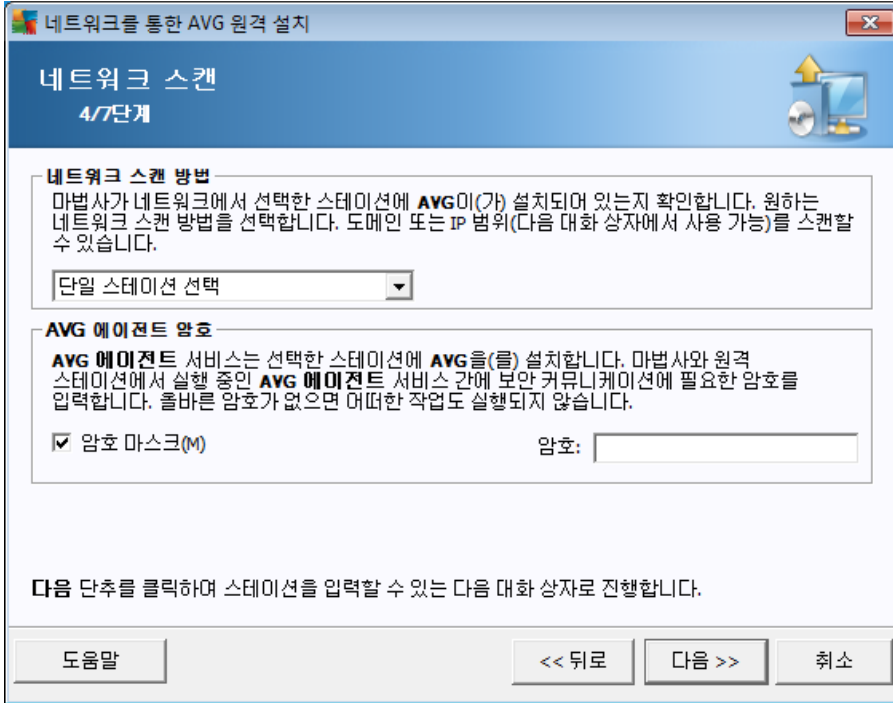 네트워크를 통한 AVG 원격 설치
네트워크 스캔
4/7단계
네트워크 스캔 방법
마법사가 네트워크에서 선택한 스테이션에 AVG이(가) 설치되어 있는지 확인합니다. 원하는
네트워크 스캔 방법을 선택합니다. 도메인 또는 IP 범위(다음 대화 상자에서 사용 가능)를 스캔할
수 있습니다.
단일 스테이션 선택
AVG 에이전트 암호
AVG 에이전트 서비스는 선택한 스테이션에 AVG을(를) 설치합니다. 마법사와 원격
스테이션에서 실행 중인 AVG 에이전트 서비스 간에 보안 커뮤니케이션에 필요한 암호를
입력합니다. 올바른 암호가 없으면 어떠한 작업도 실행되지 않습니다.
암호 마스크(M)
암호:
다음 단추를 클릭하여 스테이션을 입력할 수 있는 다음 대화 상자로 진행합니다.
도움말
<< 뒤로
다음 >>
취소